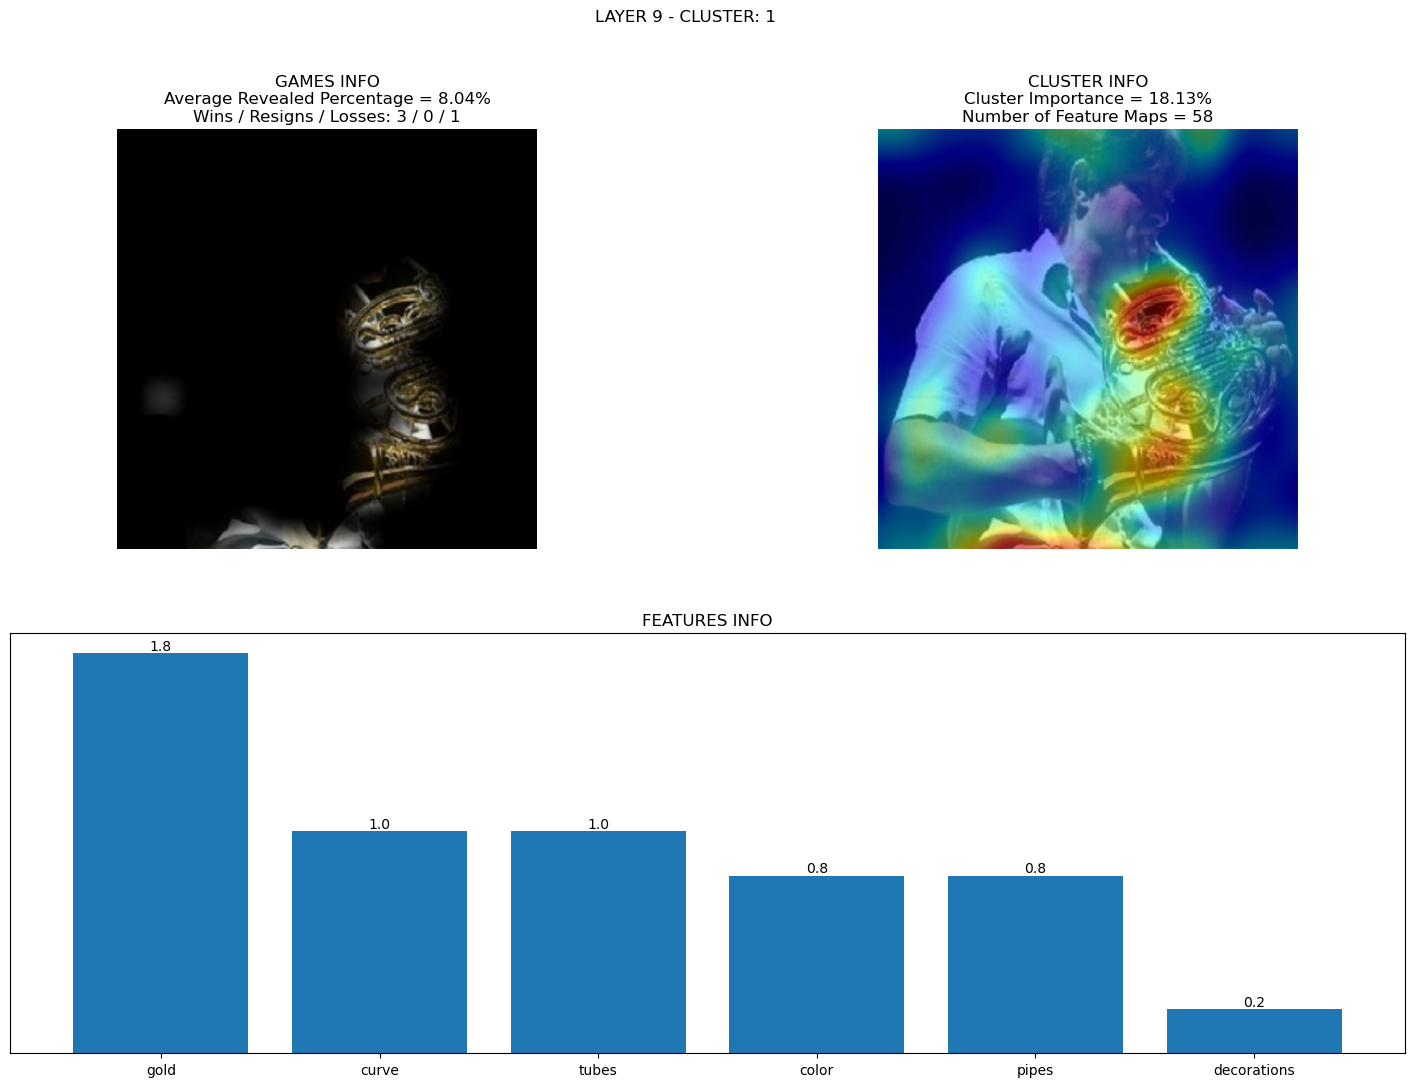 LAYER 9 - CLUSTER: 1
GAMES INFO
Average Revealed Percentage = 8.04%
Wins / Resigns / Losses: 3 / 0 / 1
CLUSTER INFO
Cluster Importance = 18.13%
Number of Feature Maps = 58
FEATURES INFO
1.8
1.0
1.0
0.8
0.8
0.2
gold
curve
tubes
color
pipes
decorations